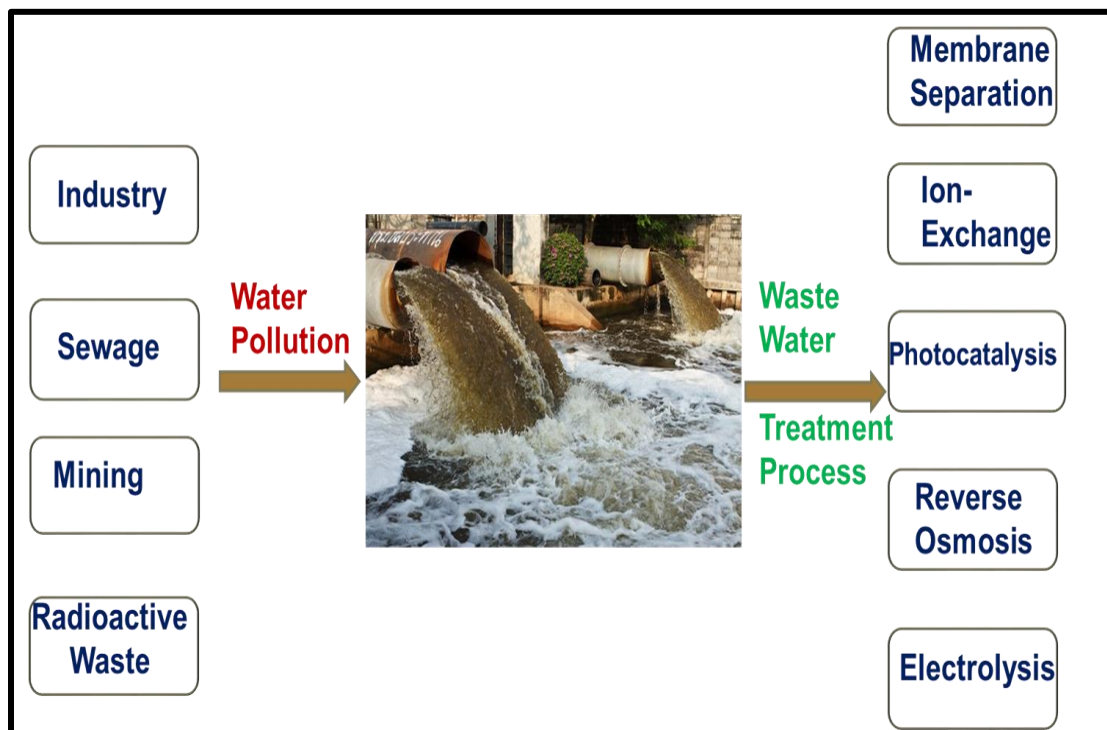 Industry
Sewage
Mining
Radioactive
Waste
Water
Pollution
Waste
Water
Treatment
Process
Membrane
Separation
Ion-
Exchange
Photocatalysis
Reverse
Osmosis
Electrolysis